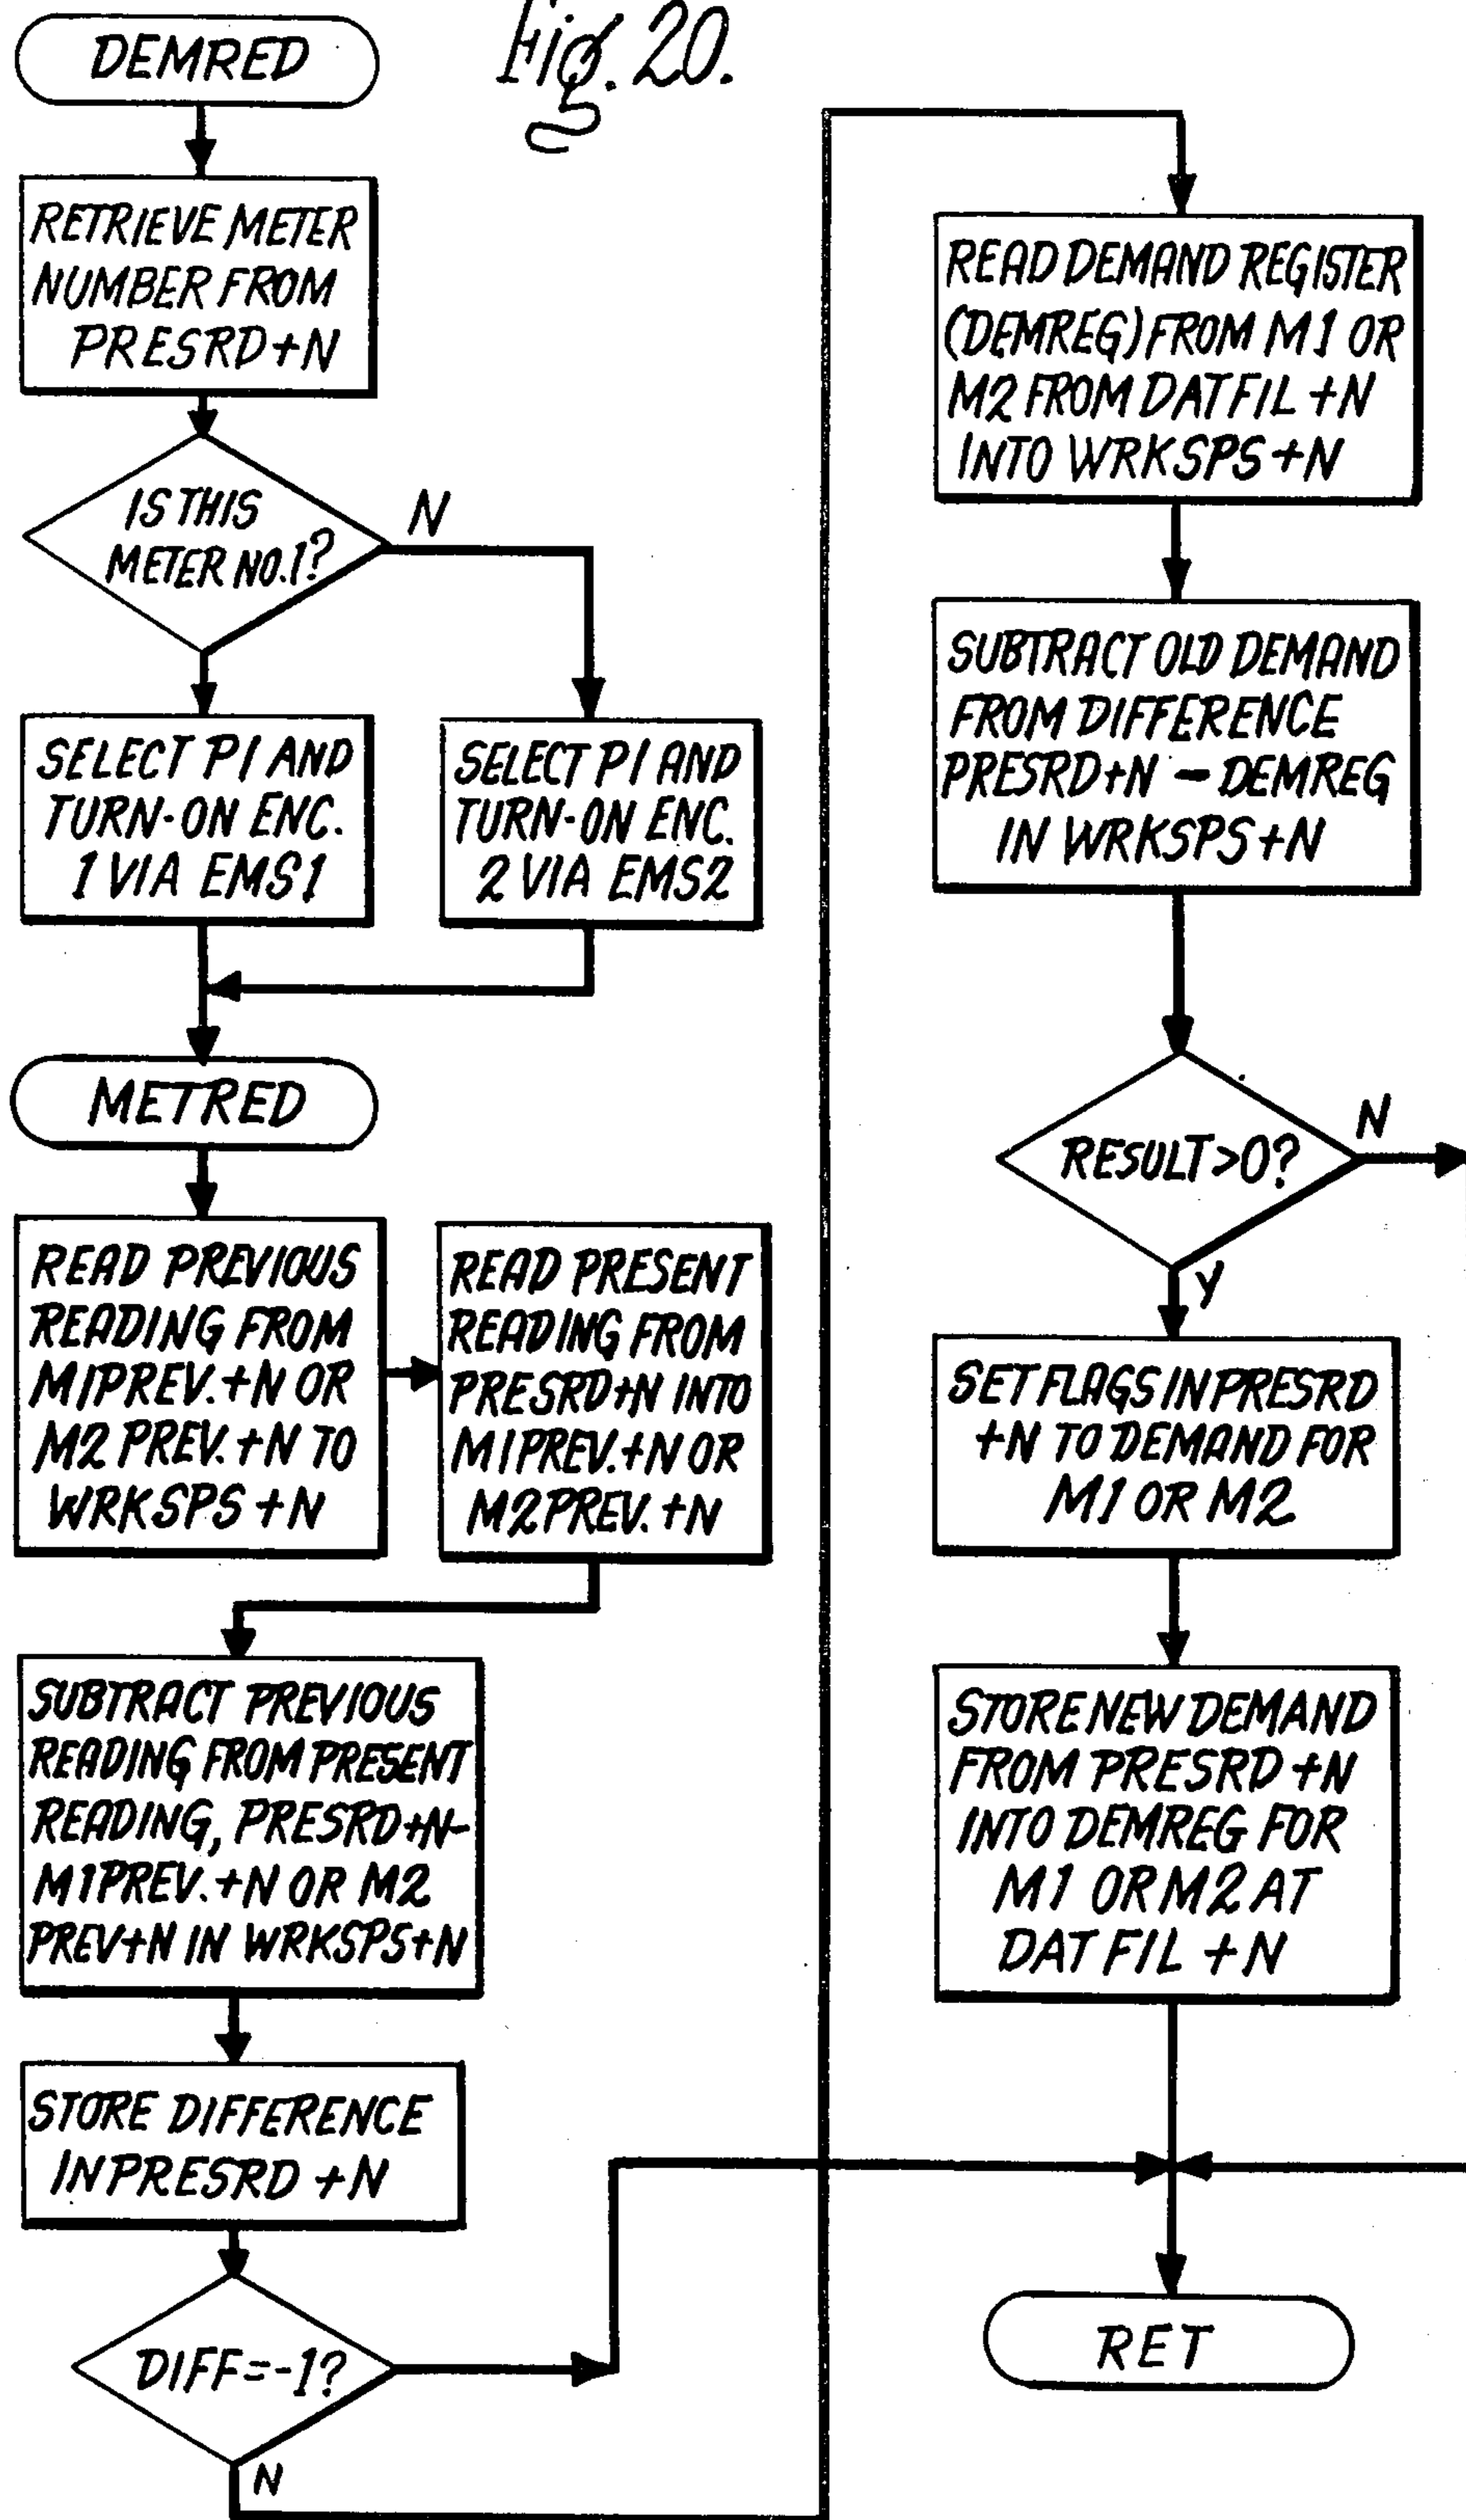 Fig. 20.
DEMRED
RETRIEVE METER
NUMBER FROM
PRESRD+N
IS THIS
METER NO.1?
N
SELECT PI AND
TURN-ON ENC.
1 VIA EMS1
SELECT PI AND
TURN-ON ENC.
2 VIA EMS2
METRED
READ PREVIOUS
READING FROM
M1PREV.+N OR
M2 PREV.+N TO
WRKSPS +N
READ PRESENT
READING FROM
PRESRD+N INTO
M1PREV.+N OR
M2PREV.+N
SUBTRACT PREVIOUS
READING FROM PRESENT
READING, PRESRD+N-
M1PREV.+N OR M2
PREV+N IN WRKSPS+N
STORE DIFFERENCE
IN PRESRD +N
DIFF=-1?
N
READ DEMAND REGISTER
(DEMREG) FROM M1 OR
M2 FROM DATFIL +N
INTO WRKSPS +N
SUBTRACT OLD DEMAND
FROM DIFFERENCE
PRESRD+N - DEMREG
IN WRKSPS+N
RESULT >0?
N
Y
SET FLAGS IN PRESRD
+N TO DEMAND FOR
M1 OR M2
STORE NEW DEMAND
FROM PRESRD +N
INTO DEMREG FOR
M1 OR M2 AT
DATFIL +N
RET